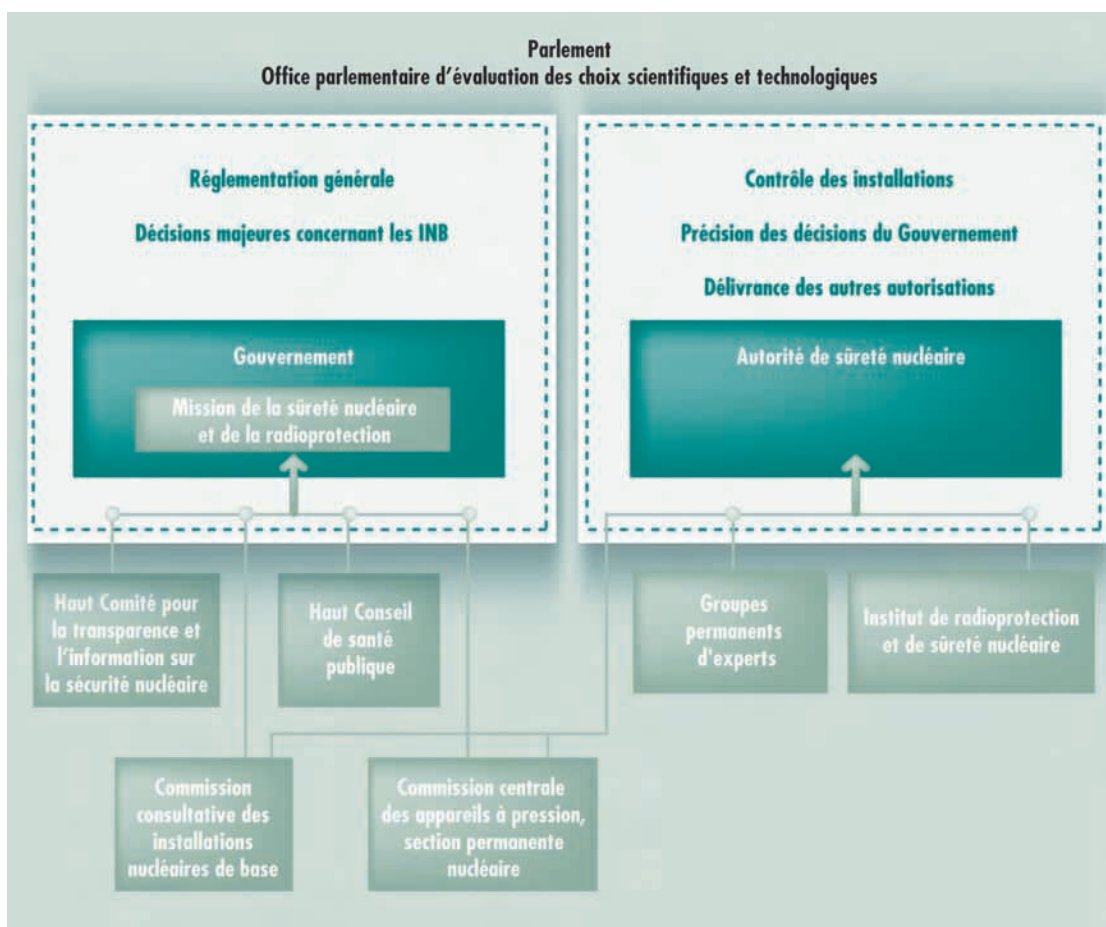 Parlement
Office parlementaire d'évaluation des choix scientifiques et technologiques
Réglementation générale
Décisions majeures concernant les INB
Gouvernement
Mission de la sûreté nucléaire
et de la radioprotection
Contrôle des installations
Précision des décisions du Gouvernement
Délivrance des autres autorisations
Autorité de sûreté nucléaire
Haut Comité pour
la transparence et
l'information sur
la sécurité nucléaire
Haut Conseil
de santé
publique
Groupes
permanents
d'experts
Institut de radioprotection
et de sûreté nucléaire
Commission
consultative des
installations
nucléaires de base
Commission centrale
des appareils à pression,
section permanente
nucléaire